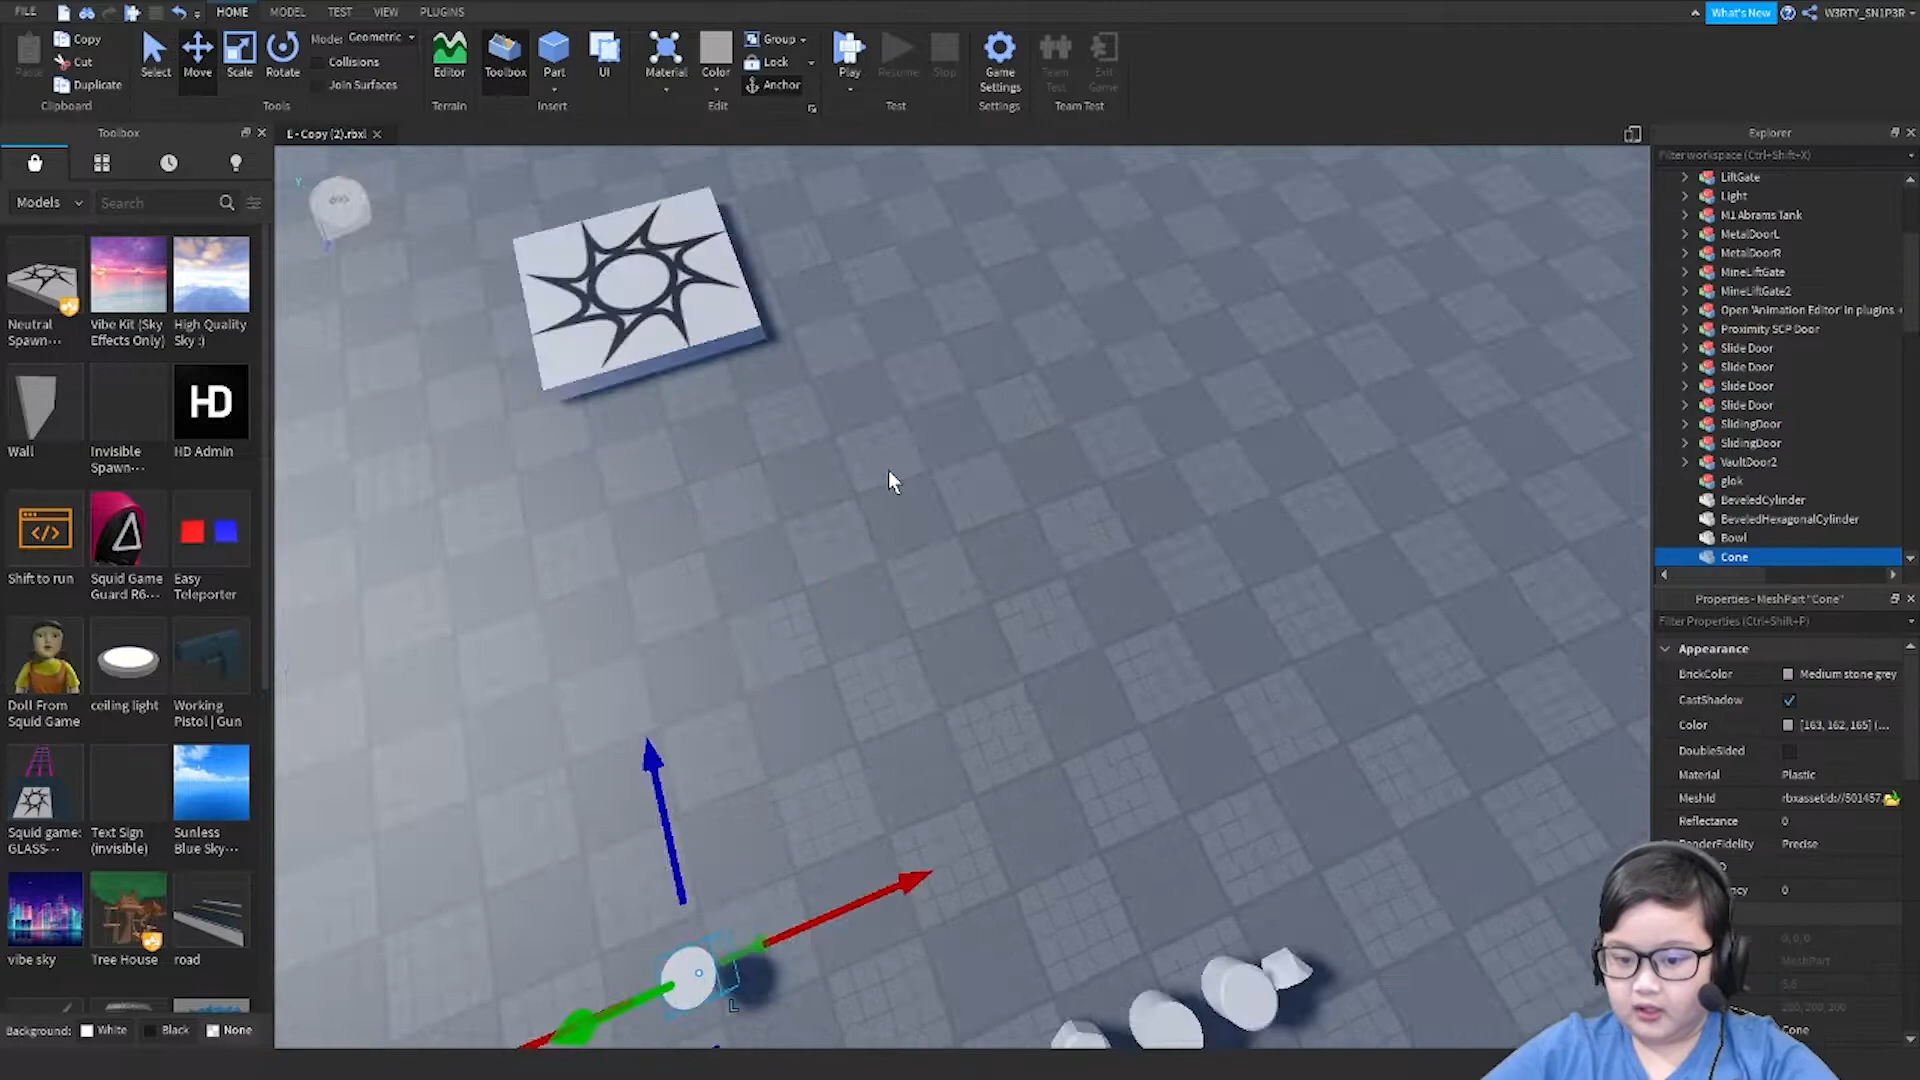 FILE HOME MODEL TEST VIEW PLUGINS What's New W3RTY_SN1P3R
Paste Copy Cut Duplicate Clipboard
Select Move Scale Rotate Mode: Geometric Collisions Join Surfaces Tools
Editor Terrain
Toolbox Part UI Insert
Material Color Group Lock Anchor Edit
Play Resume Stop Test
Game Settings Settings
Team Test Exit Game Team Test
Toolbox
E - Copy (2).rbxl
Models Search
Neutral Spawn...
Vibe Kit (Sky Effects Only)
High Quality Sky :)
Wall
Invisible Spawn...
HD
HD Admin
Shift to run
Squid Game Guard R6...
Easy Teleporter
Doll From Squid Game
ceiling light
Working Pistol | Gun
Squid game: GLASS...
Text Sign (invisible)
Sunless Blue Sky...
vibe sky
Tree House
road
Background: White Black None
Y
L
Explorer
Filter workspace (Ctrl+Shift+X)
LiftGate
Light
M1 Abrams Tank
MetalDoorL
MetalDoorR
MineLiftGate
MineLiftGate2
Open 'Animation Editor' in plugins
Proximity SCP Door
Slide Door
Slide Door
Slide Door
Slide Door
SlidingDoor
SlidingDoor
VaultDoor2
glok
BeveledCylinder
BeveledHexagonalCylinder
Bowl
Cone
Properties - MeshPart "Cone"
Filter Properties (Ctrl+Shift+P)
Appearance
BrickColor Medium stone grey
CastShadow
Color [163, 162, 165] (...
DoubleSided
Material Plastic
MeshId rbxassetid://501457
Reflectance 0
RenderFidelity Precise
0
0, 0, 0
MeshPart
200, 200, 200
Cone